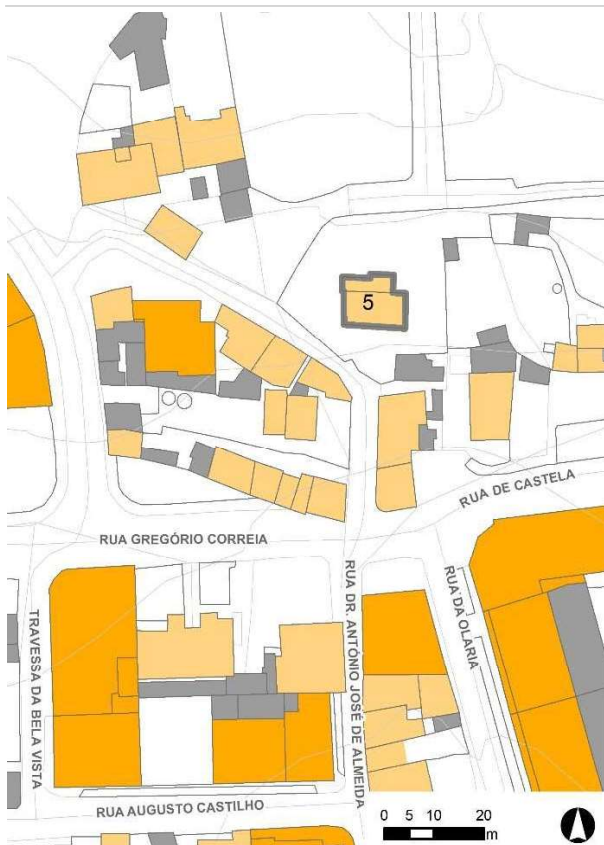 5
RUA DE CASTELA
RUA GREGÓRIO CORREIA
RUA DR. ANTÓNIO JOSÉ DE ALMEIDA
RUA DA OLARIA
TRAVESSA DA BELA VISTA
RUA AUGUSTO CASTILHO
0 5 10 20
m